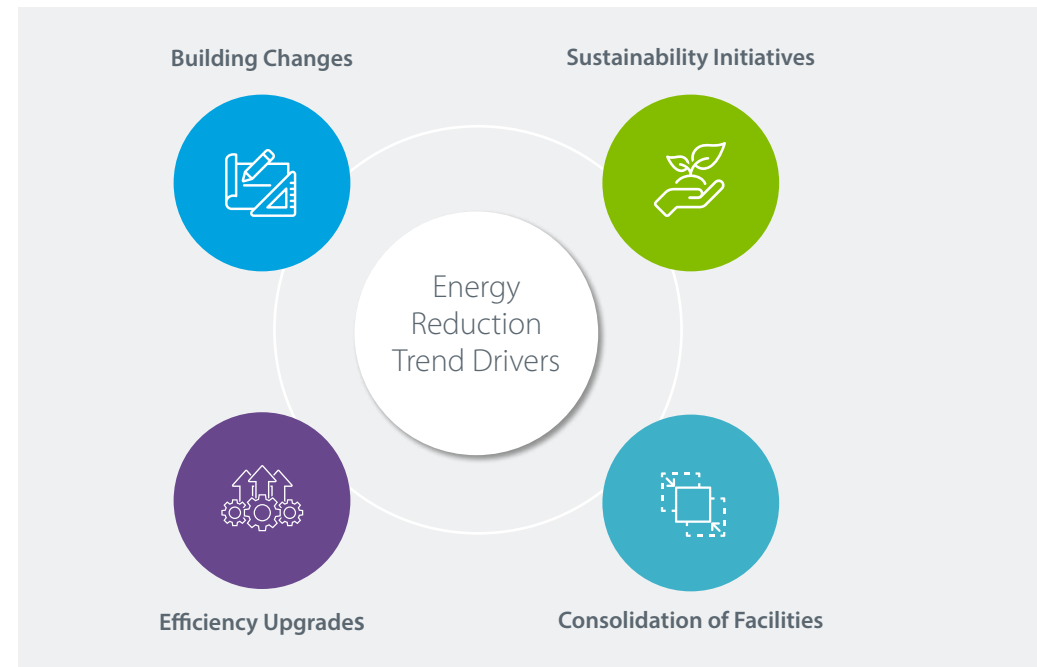 Building Changes
Sustainability Initiatives
Energy
Reduction
Trend Drivers
Efficiency Upgrades
Consolidation of Facilities